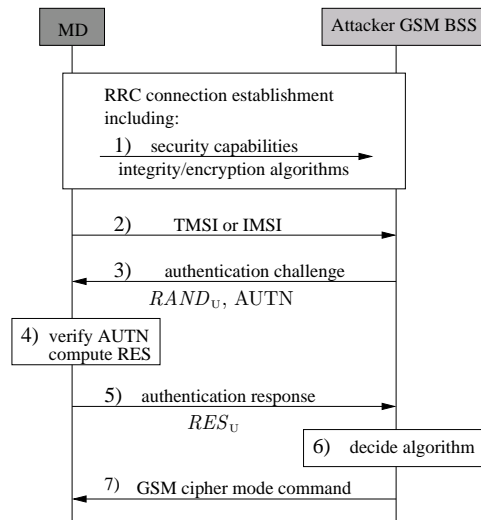 MD
Attacker GSM BSS
RRC connection establishment
including:
1) security capabilities
integrity/encryption algorithms
2) TMSI or IMSI
3) authentication challenge
RAND_U, AUTN
4) verify AUTN
compute RES
5) authentication response
RES_U
6) decide algorithm
7) GSM cipher mode command